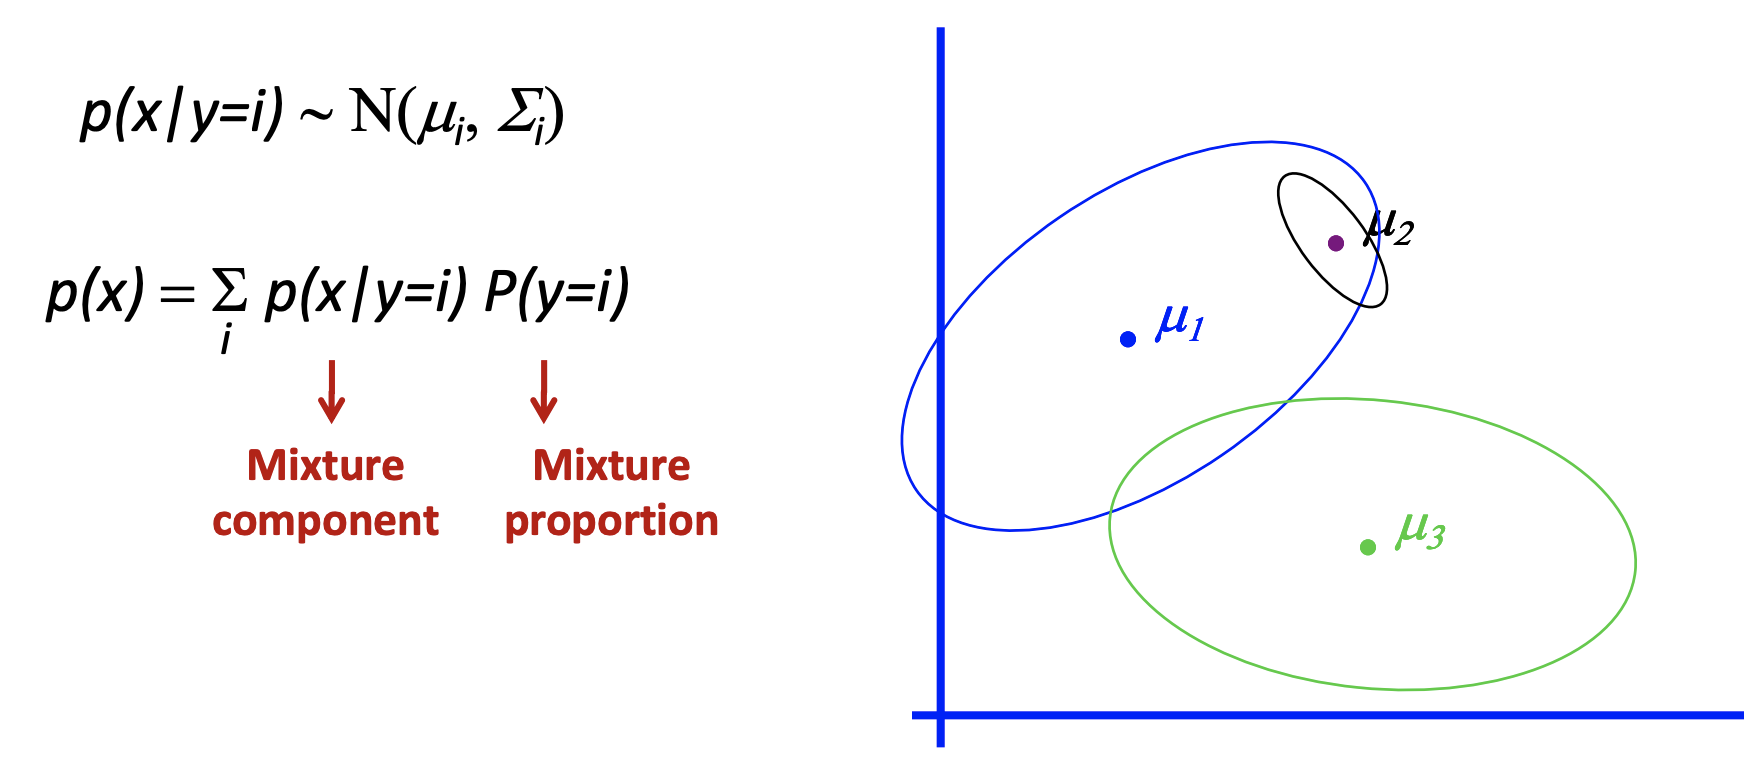 p(x|y=i) ~ N(μi, Σi)
p(x) = Σ p(x|y=i) P(y=i)
i
Mixture
component
Mixture
proportion
μ1
μ2
μ3